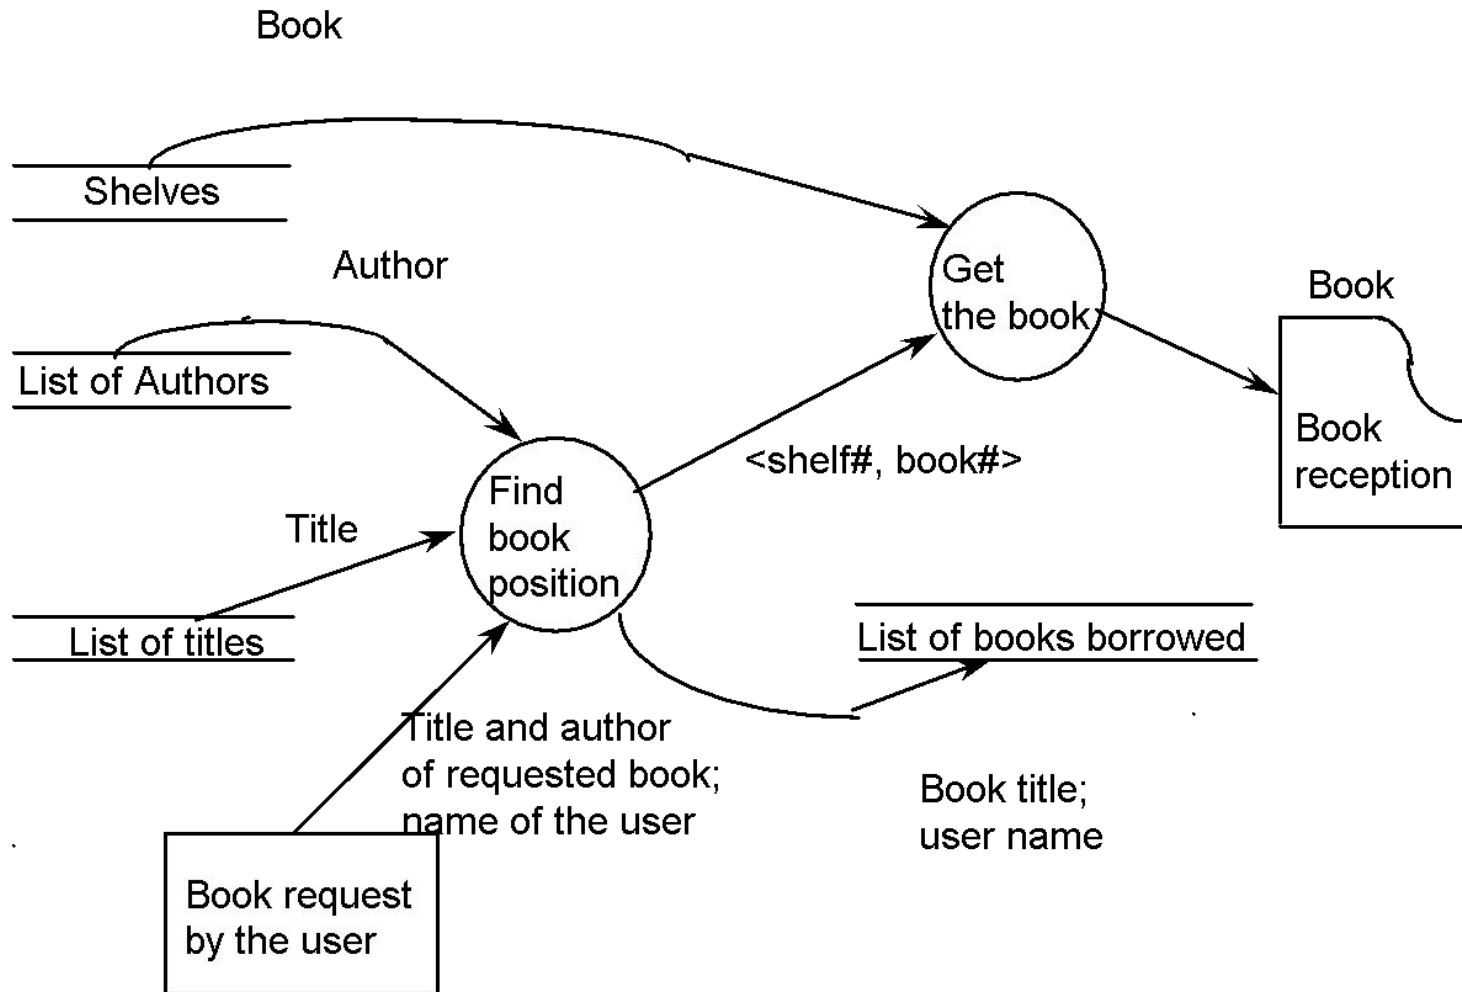 Book
Shelves
Author
List of Authors
Get
the book
Book
Book
reception
<shelf#, book#>
Find
book
position
Title
List of titles
List of books borrowed
Title and author
of requested book;
name of the user
Book title;
user name
Book request
by the user